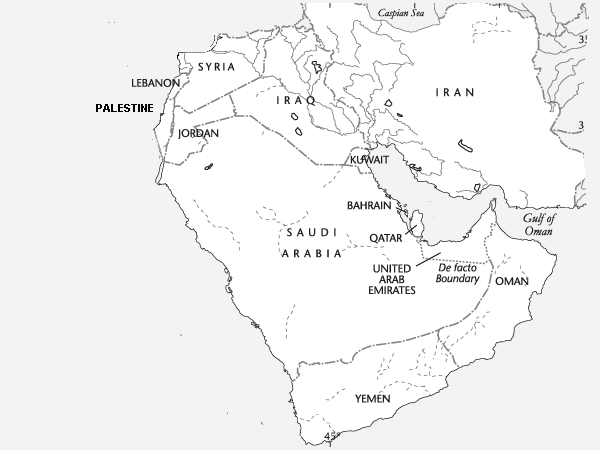 Caspian Sea
35
SYRIA
LEBANON
IRAN
IRAQ
PALESTINE
3
JORDAN
KUWAIT
BAHRAIN
Gulf of
Oman
SAUDI
ARABIA
QATAR
UNITED
ARAB
EMIRATES
De facto
Boundary
OMAN
YEMEN
45°